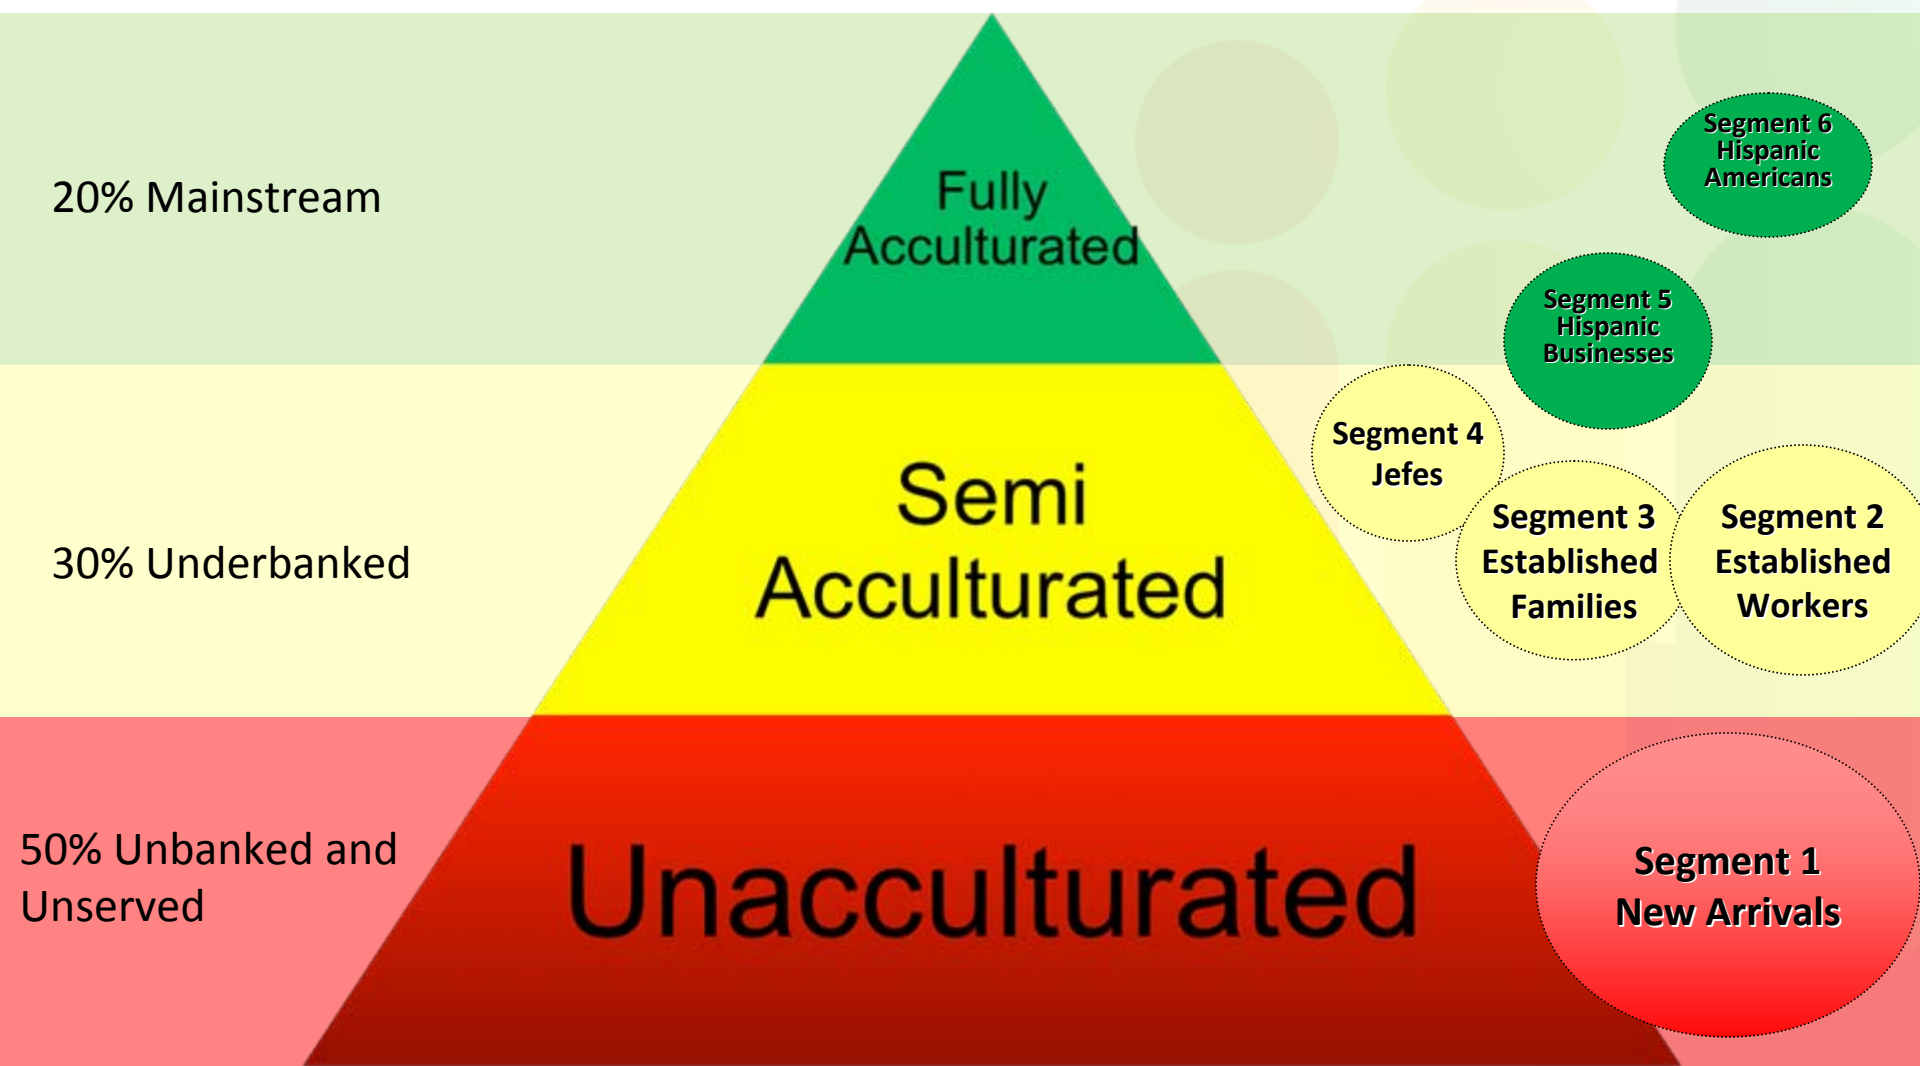 20% Mainstream
Fully
Acculturated
Segment 6
Hispanic
Americans
Segment 5
Hispanic
Businesses
30% Underbanked
Semi
Acculturated
Segment 4
Jefes
Segment 3
Established
Families
Segment 2
Established
Workers
50% Unbanked and
Unserved
Unacculturated
Segment 1
New Arrivals